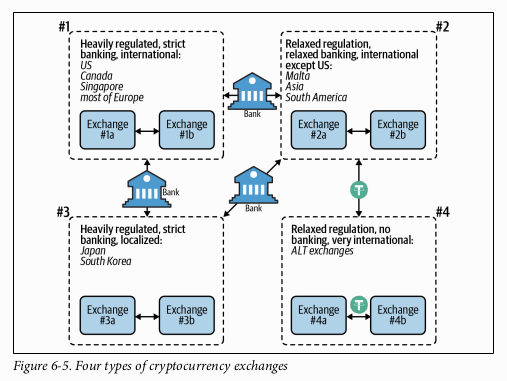 #1
Heavily regulated, strict
banking, international:
US
Canada
Singapore
most of Europe
Exchange
#1a
Exchange
#1b
Bank
#2
Relaxed regulation,
relaxed banking, international
except US:
Malta
Asia
South America
Exchange
#2a
Exchange
#2b
Bank
Bank
#3
Heavily regulated, strict
banking, localized:
Japan
South Korea
Exchange
#3a
Exchange
#3b
#4
Relaxed regulation, no
banking, very international:
ALT exchanges
Exchange
#4a
Exchange
#4b
Figure 6-5. Four types of cryptocurrency exchanges